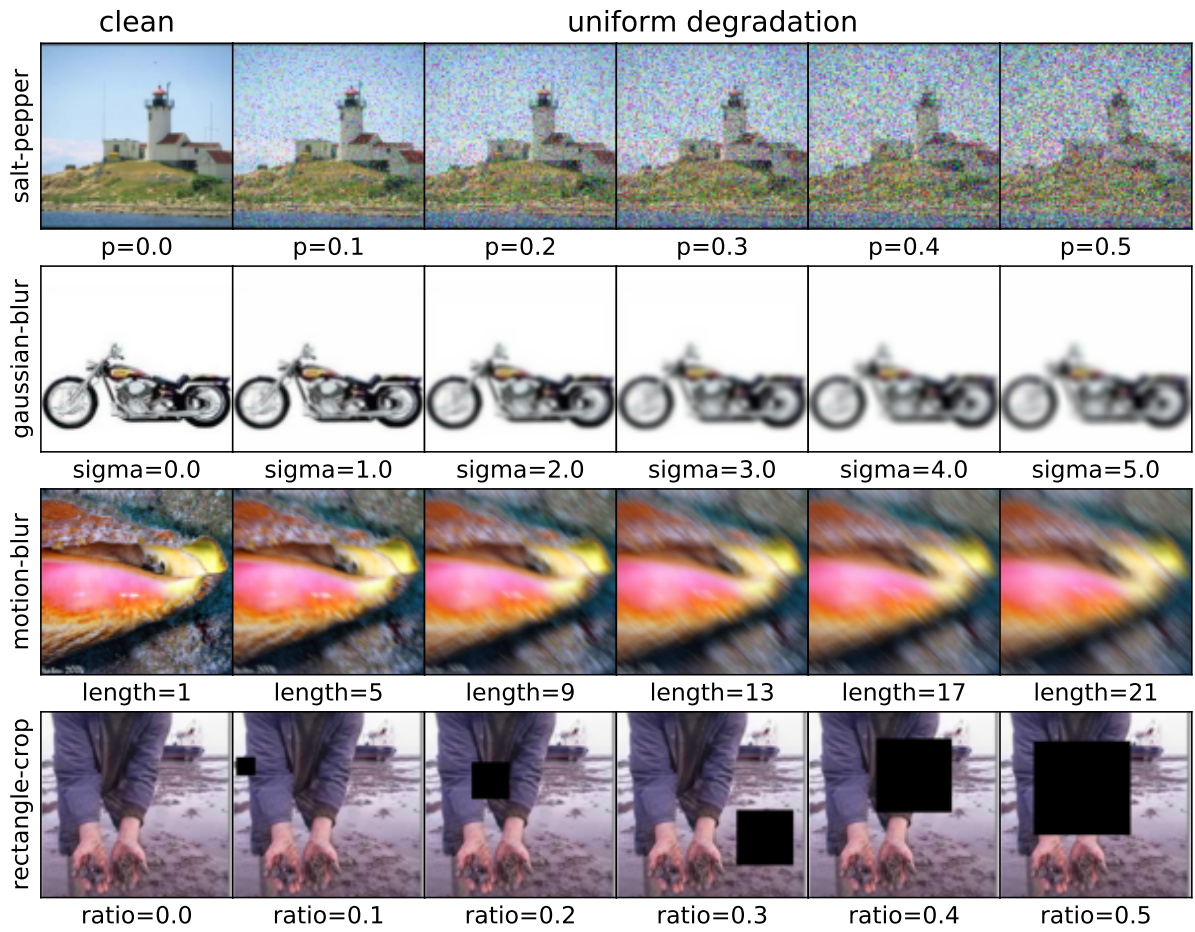 clean
uniform degradation
salt-pepper
p=0.0
p=0.1
p=0.2
p=0.3
p=0.4
p=0.5
gaussian-blur
sigma=0.0
sigma=1.0
sigma=2.0
sigma=3.0
sigma=4.0
sigma=5.0
motion-blur
length=1
length=5
length=9
length=13
length=17
length=21
rectangle-crop
ratio=0.0
ratio=0.1
ratio=0.2
ratio=0.3
ratio=0.4
ratio=0.5